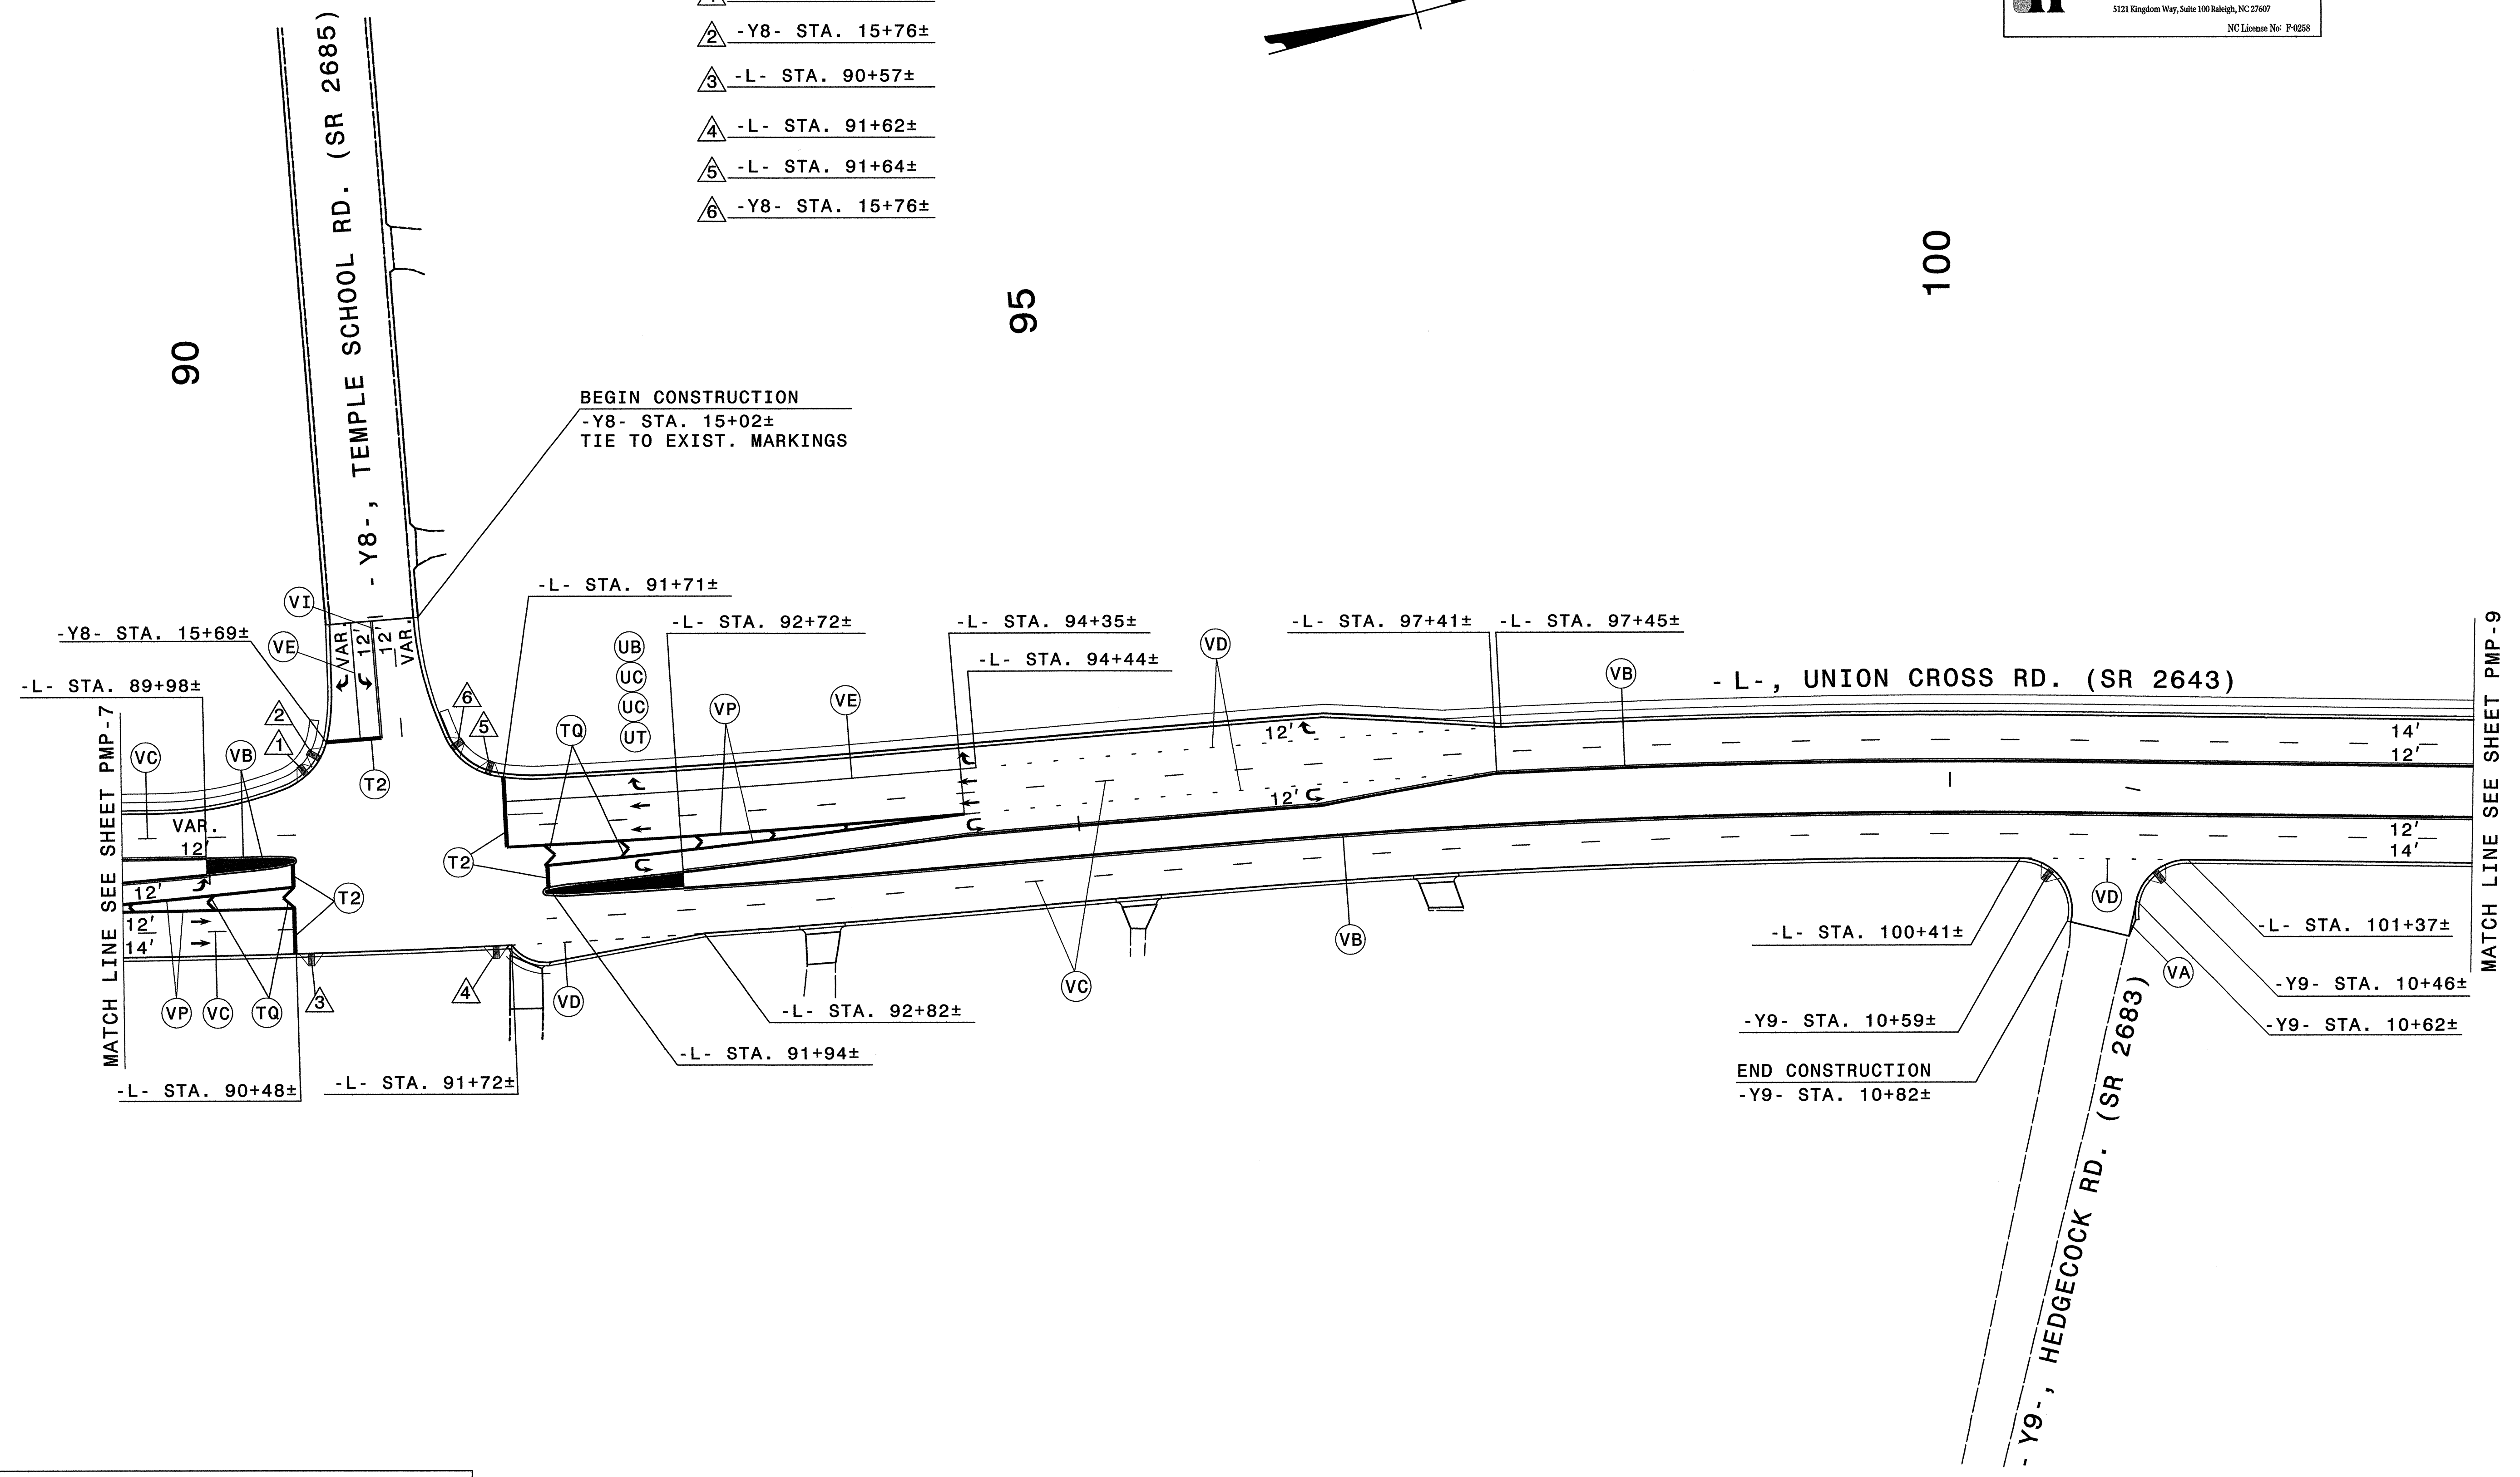 5121 Kingdom Way, Suite 100 Raleigh, NC 27607
NC License No: F-0258
2 -Y8- STA. 15+76±
3 -L- STA. 90+57±
4 -L- STA. 91+62±
5 -L- STA. 91+64±
6 -Y8- STA. 15+76±
-Y8-, TEMPLE SCHOOL RD. (SR 2685)
90
95
100
BEGIN CONSTRUCTION
-Y8- STA. 15+02±
TIE TO EXIST. MARKINGS
-L- STA. 91+71±
-L- STA. 92+72±
-L- STA. 94+35±
-L- STA. 94+44±
-L- STA. 97+41±
-L- STA. 97+45±
-Y8- STA. 15+69±
-L- STA. 89+98±
VI
VE
VAR.
12'
12'
VAR.
UB
UC
UC
UT
TQ
VP
VE
VD
VB
-L-, UNION CROSS RD. (SR 2643)
MATCH LINE SEE SHEET PMP-7
MATCH LINE SEE SHEET PMP-9
2
1
6
5
VC
VB
T2
VAR.
12'
12'
12'
14'
T2
T2
12'
12'
14'
12'
12'
14'
VP
VC
TQ
3
4
VD
VC
VB
VD
VA
-L- STA. 90+48±
-L- STA. 91+72±
-L- STA. 91+94±
-L- STA. 92+82±
-L- STA. 100+41±
-L- STA. 101+37±
-Y9- STA. 10+46±
-Y9- STA. 10+59±
-Y9- STA. 10+62±
END CONSTRUCTION
-Y9- STA. 10+82±
-Y9-, HEDGECOCK RD. (SR 2683)